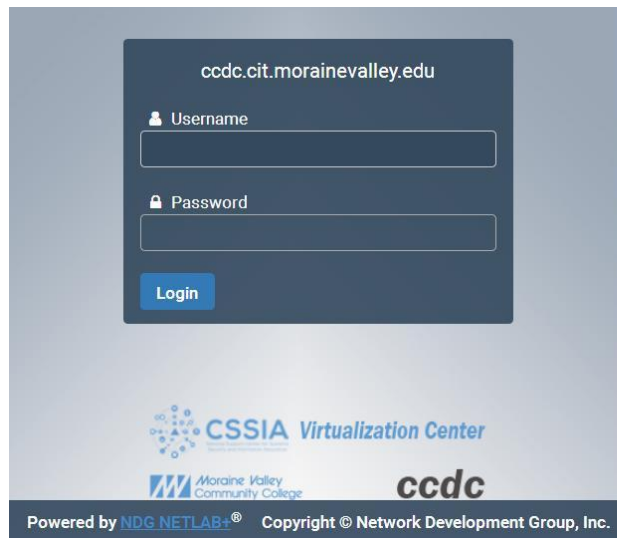 ccdc.cit.morainevalley.edu
Username
Password
Login
CSSIA Virtualization Center
Moraine Valley
Community College
ccdc
Powered by NDG NETLAB+® Copyright © Network Development Group, Inc.